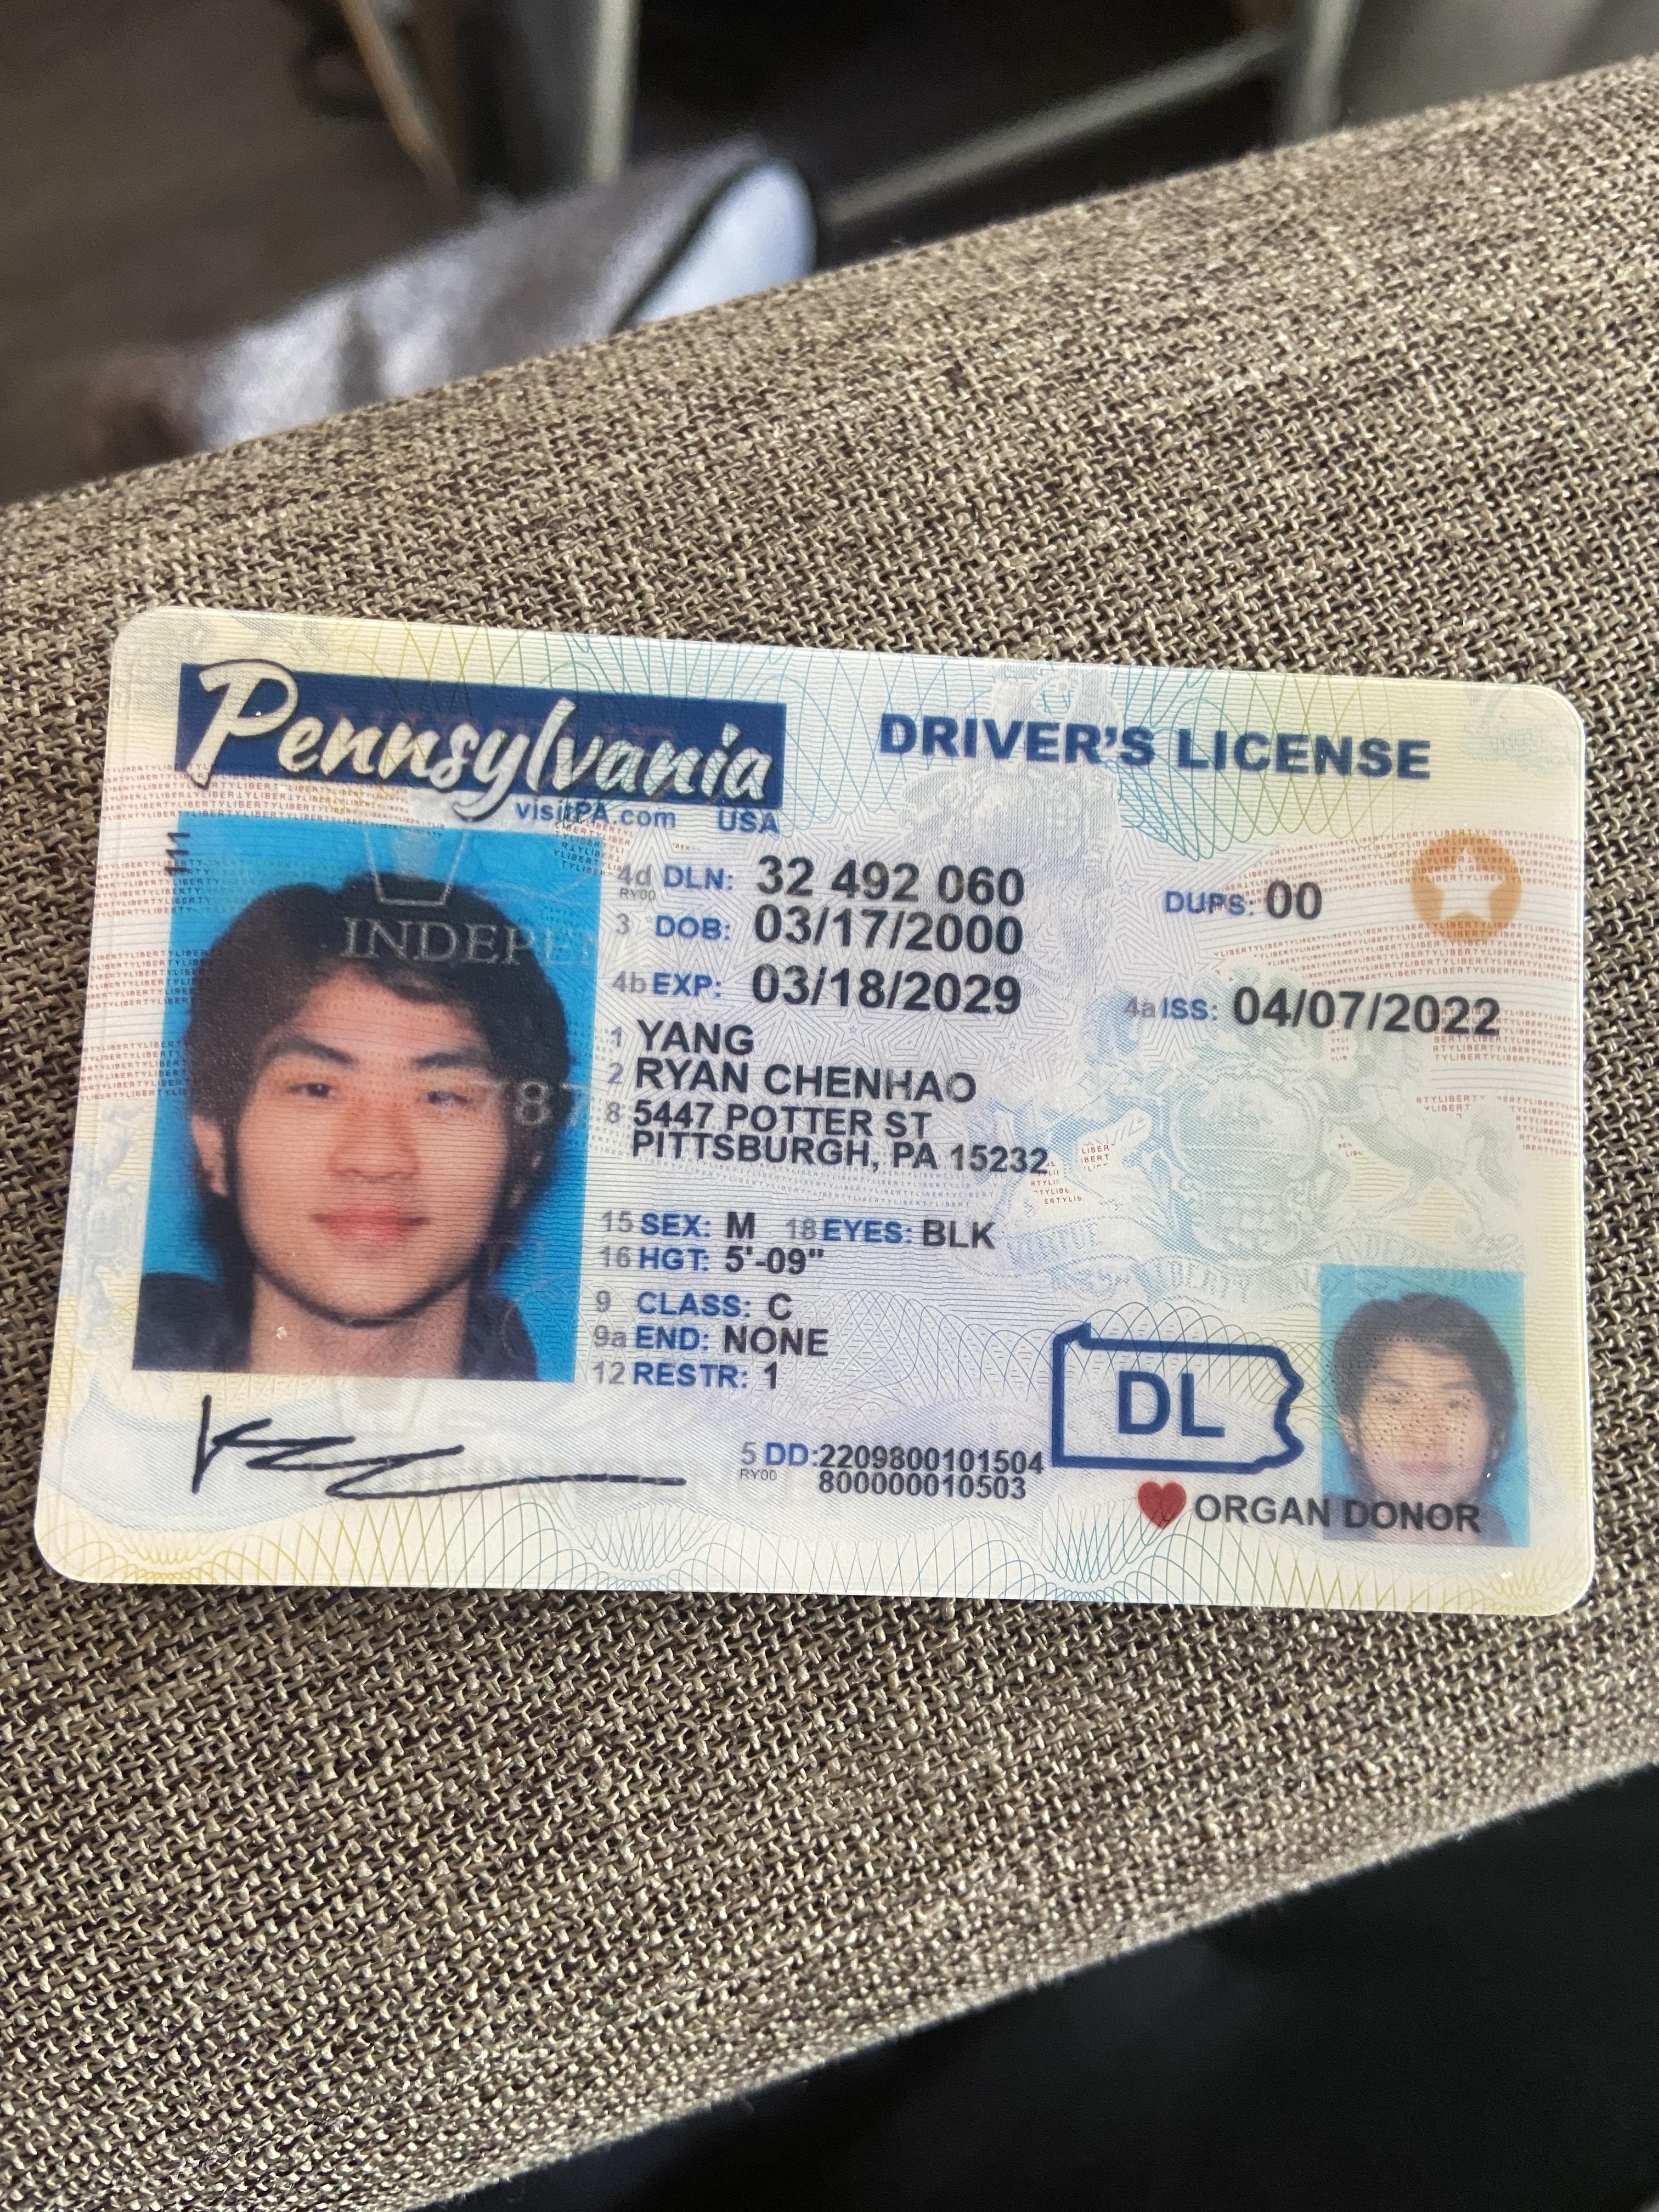 Pennsylvania
visitPA.com USA
DRIVER'S LICENSE
111
4d DLN: 32 492 060
DUPS: 00
3 DOB: 03/17/2000
4b EXP: 03/18/2029
4a ISS: 04/07/2022
1 YANG
2 RYAN CHENHAO
8 5447 POTTER ST
PITTSBURGH, PA 15232
15 SEX: M 18 EYES: BLK
16 HGT: 5'-09"
9 CLASS: C
9a END: NONE
12 RESTR: 1
5 DD:2209800101504
800000010503
DL
ORGAN DONOR